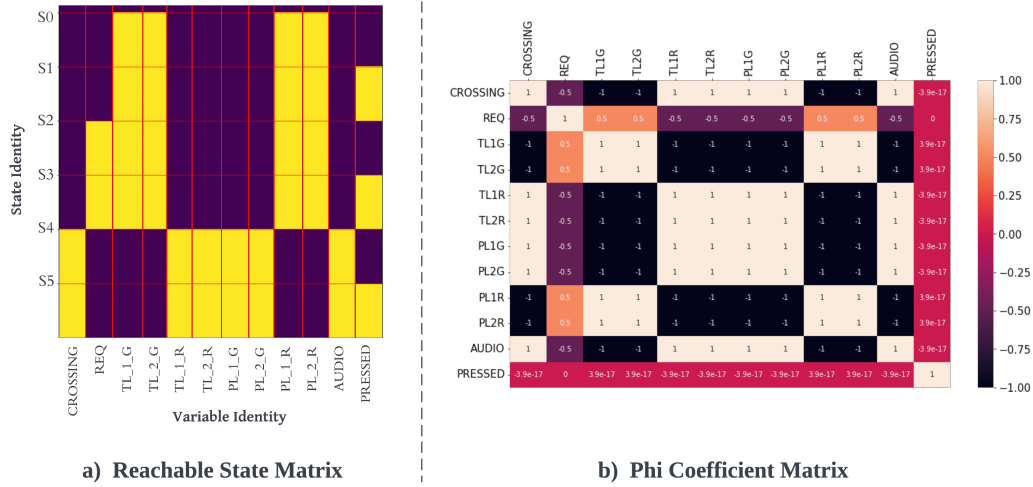 S0
S1
S2
S3
S4
S5
State Identity
CROSSING
REQ
TL_1_G
TL_2_G
TL_1_R
TL_2_R
PL_1_G
PL_2_G
PL_1_R
PL_2_R
AUDIO
PRESSED
Variable Identity
a) Reachable State Matrix
CROSSING REQ TL1G TL2G TL1R TL2R PL1G PL2G PL1R PL2R AUDIO PRESSED
CROSSING 1 -0.5 -1 -1 1 1 1 1 -1 -1 1 -3.9e-17
REQ -0.5 1 0.5 0.5 -0.5 -0.5 -0.5 -0.5 0.5 0.5 -0.5 0
TL1G -1 0.5 1 1 -1 -1 -1 -1 1 1 -1 3.9e-17
TL2G -1 0.5 1 1 -1 -1 -1 -1 1 1 -1 3.9e-17
TL1R 1 -0.5 -1 -1 1 1 1 1 -1 -1 1 -3.9e-17
TL2R 1 -0.5 -1 -1 1 1 1 1 -1 -1 1 -3.9e-17
PL1G 1 -0.5 -1 -1 1 1 1 1 -1 -1 1 -3.9e-17
PL2G 1 -0.5 -1 -1 1 1 1 1 -1 -1 1 -3.9e-17
PL1R -1 0.5 1 1 -1 -1 -1 -1 1 1 -1 3.9e-17
PL2R -1 0.5 1 1 -1 -1 -1 -1 1 1 -1 3.9e-17
AUDIO 1 -0.5 -1 -1 1 1 1 1 -1 -1 1 -3.9e-17
PRESSED -3.9e-17 0 3.9e-17 3.9e-17 -3.9e-17 -3.9e-17 -3.9e-17 -3.9e-17 3.9e-17 3.9e-17 -3.9e-17 1
1.00
0.75
0.50
0.25
0.00
−0.25
−0.50
−0.75
−1.00
b) Phi Coefficient Matrix